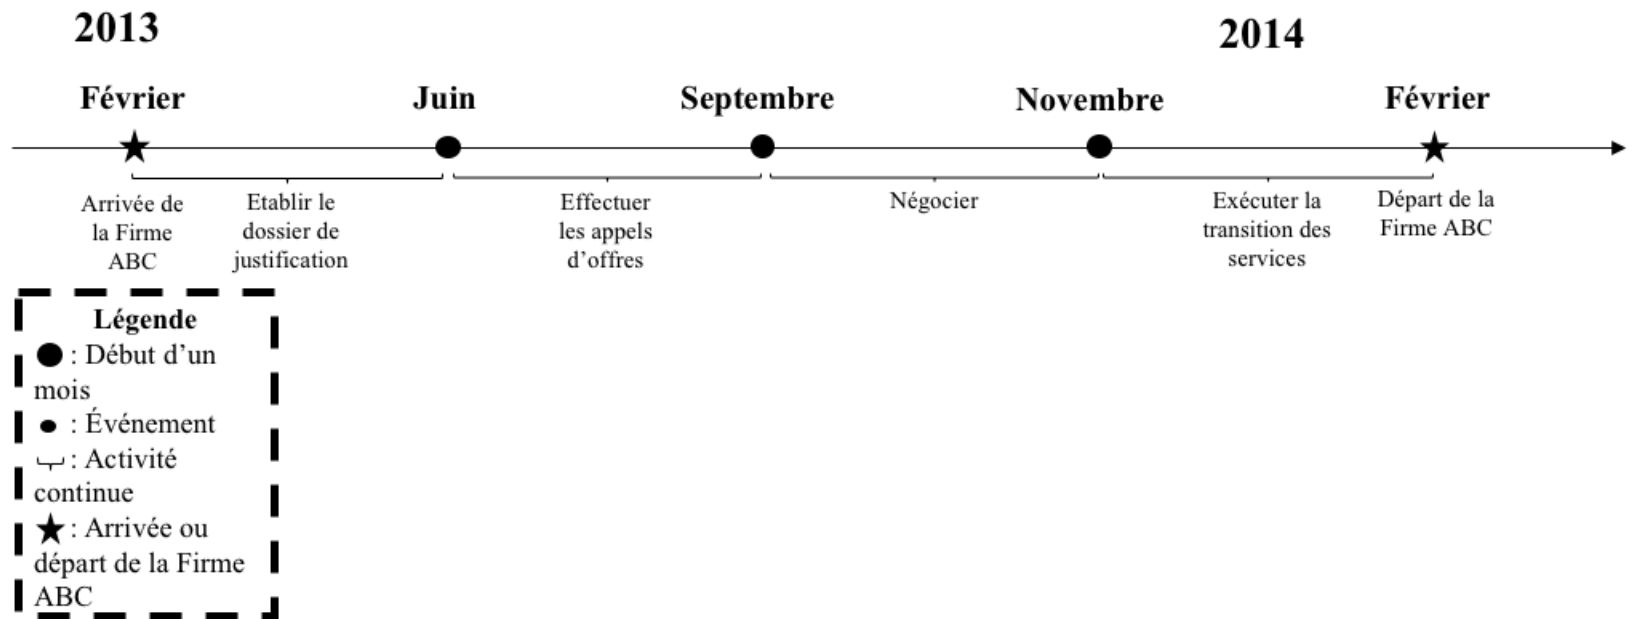 2013
2014
Février
Juin
Septembre
Novembre
Février
Arrivée de
la Firme
ABC
Etablir le
dossier de
justification
Effectuer
les appels
d’offres
Négocier
Exécuter la
transition des
services
Départ de la
Firme ABC
Légende
: Début d’un
mois
: Événement
: Activité
continue
: Arrivée ou
départ de la Firme
ABC